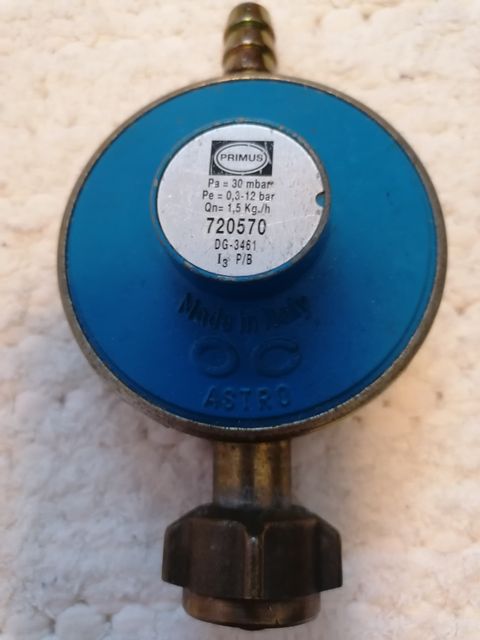 PRIMUS
Pa = 30 mbar
Pe = 0,3-12 bar
Qn= 1,5 Kg./h
720570
DG-3461
I₃ P/B
Made in Italy
ASTRO